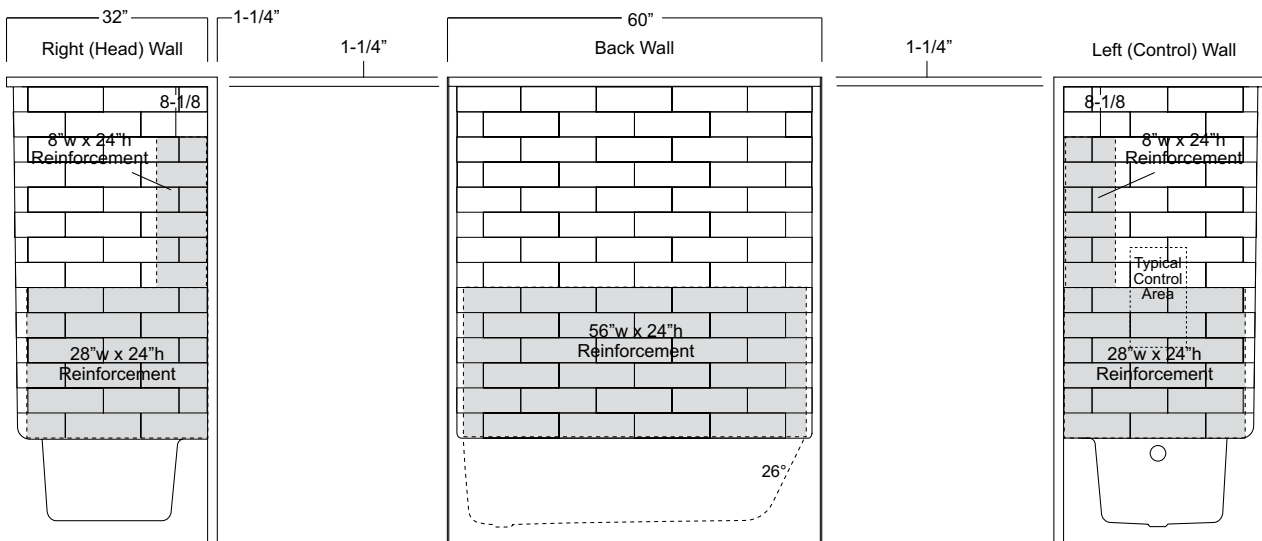 32”
1-1/4”
60”
Right (Head) Wall
1-1/4”
Back Wall
1-1/4”
Left (Control) Wall
8-1/8
8-1/8
8”w x 24”h
Reinforcement
8”w x 24”h
Reinforcement
Typical
Control
Area
28”w x 24”h
Reinforcement
56”w x 24”h
Reinforcement
28”w x 24”h
Reinforcement
26°